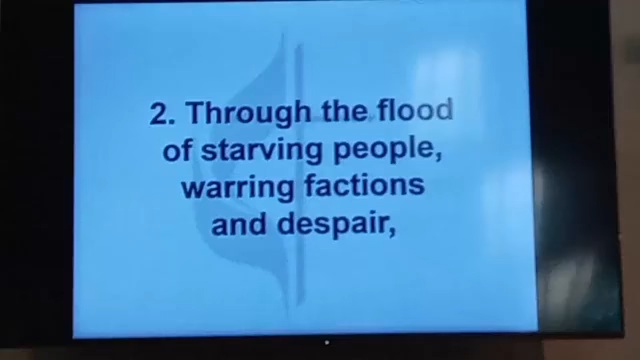 2. Through the flood
of starving people,
warring factions
and despair,